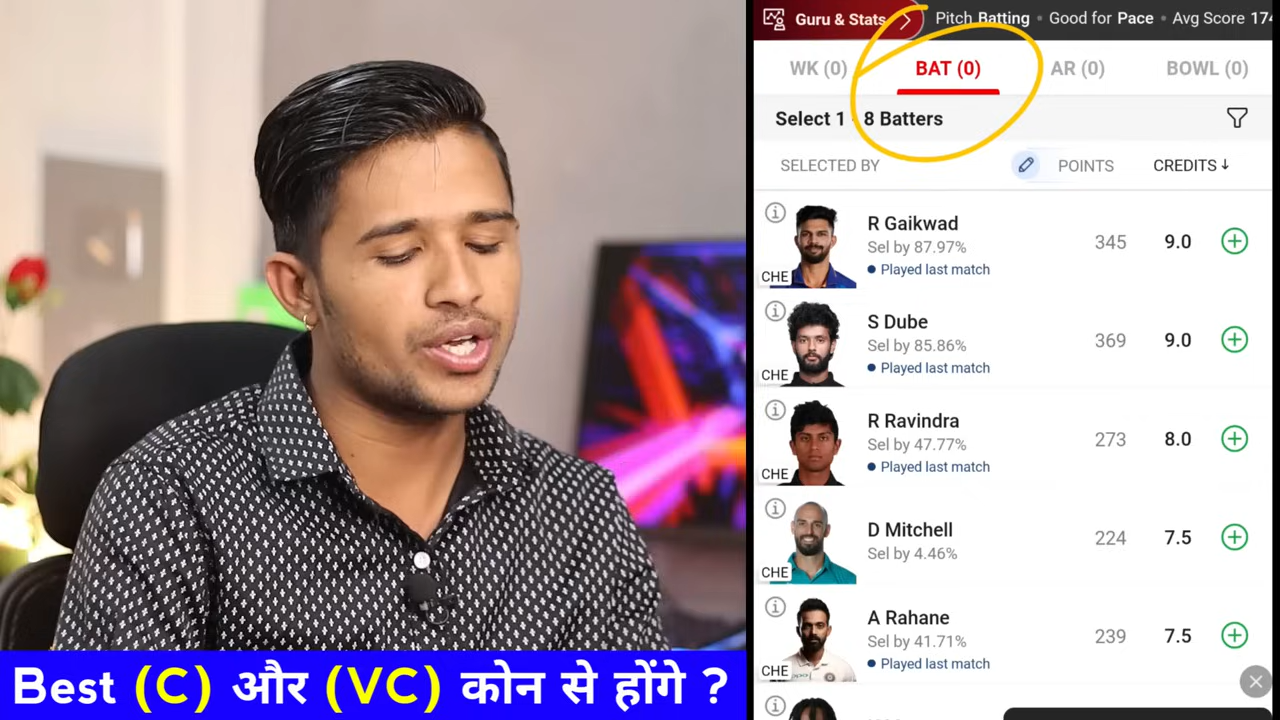 Guru & Stats
Pitch Batting • Good for Pace • Avg Score 174
WK (0)
BAT (0)
AR (0)
BOWL (0)
Select 1 - 8 Batters
SELECTED BY
POINTS
CREDITS↓
R Gaikwad
Sel by 87.97%
Played last match
CHE
345
9.0
S Dube
Sel by 85.86%
Played last match
CHE
369
9.0
R Ravindra
Sel by 47.77%
Played last match
CHE
273
8.0
D Mitchell
Sel by 4.46%
CHE
224
7.5
A Rahane
Sel by 41.71%
Played last match
CHE
239
7.5
Best (C) और (VC) कोन से होंगे ?